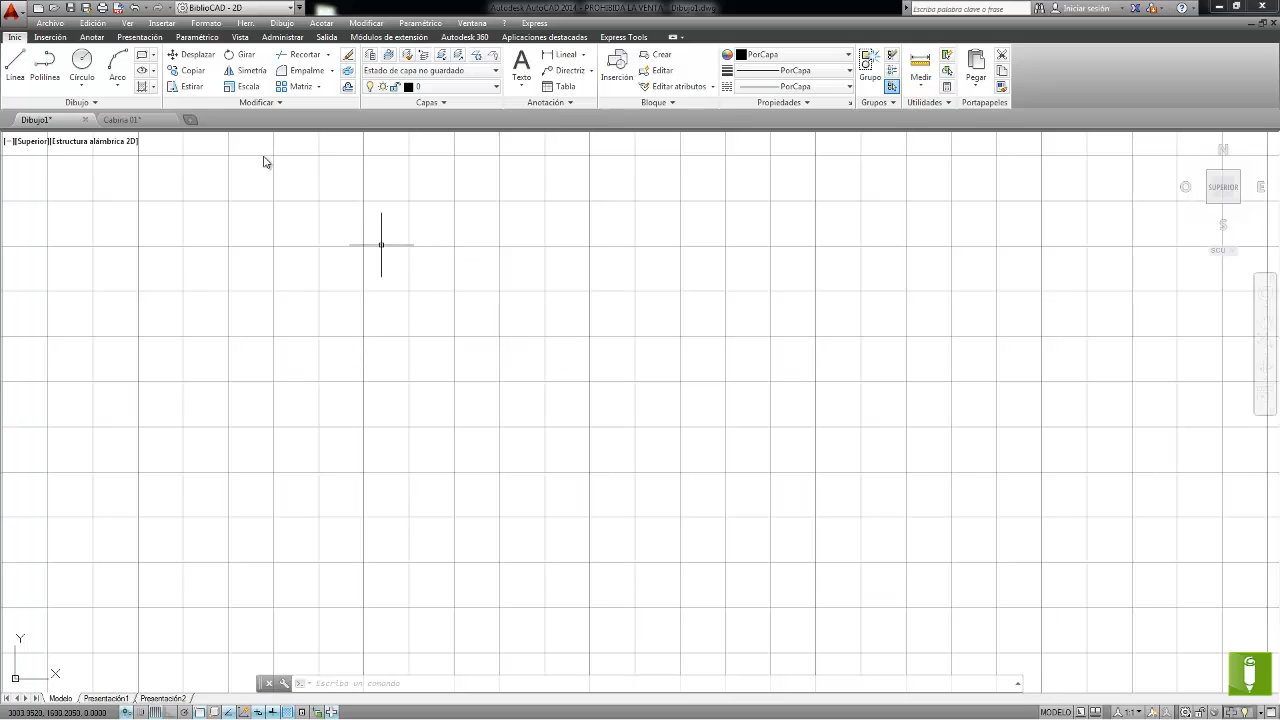 BiblioCAD - 2D
Autodesk AutoCAD 2014 - PROHIBIDA LA VENTA Dibujo1.dwg
Escriba palabra clave o frase
Iniciar sesión
Archivo Edición Ver Insertar Formato Herr. Dibujo Acotar Modificar Paramétrico Ventana ? Express
Inic Inserción Anotar Presentación Paramétrico Vista Administrar Salida Módulos de extensión Autodesk 360 Aplicaciones destacadas Express Tools
Línea Polilínea Círculo Arco
Desplazar Girar Recortar
Copiar Simetría Empalme
Estirar Escala Matriz
Estado de capa no guardado
0
Texto
Lineal
Directriz
Tabla
Inserción
Crear
Editar
Editar atributos
PorCapa
PorCapa
PorCapa
Grupo
Medir
Pegar
Dibujo Modificar Capas Anotación Bloque Propiedades Grupos Utilidades Portapapeles
Dibujo1* Cabina 01*
[−][Superior][Estructura alámbrica 2D]
N
O SUPERIOR E
S
SCU
Y
X
Escriba un comando
Modelo Presentación1 Presentación2
MODELO
1:1